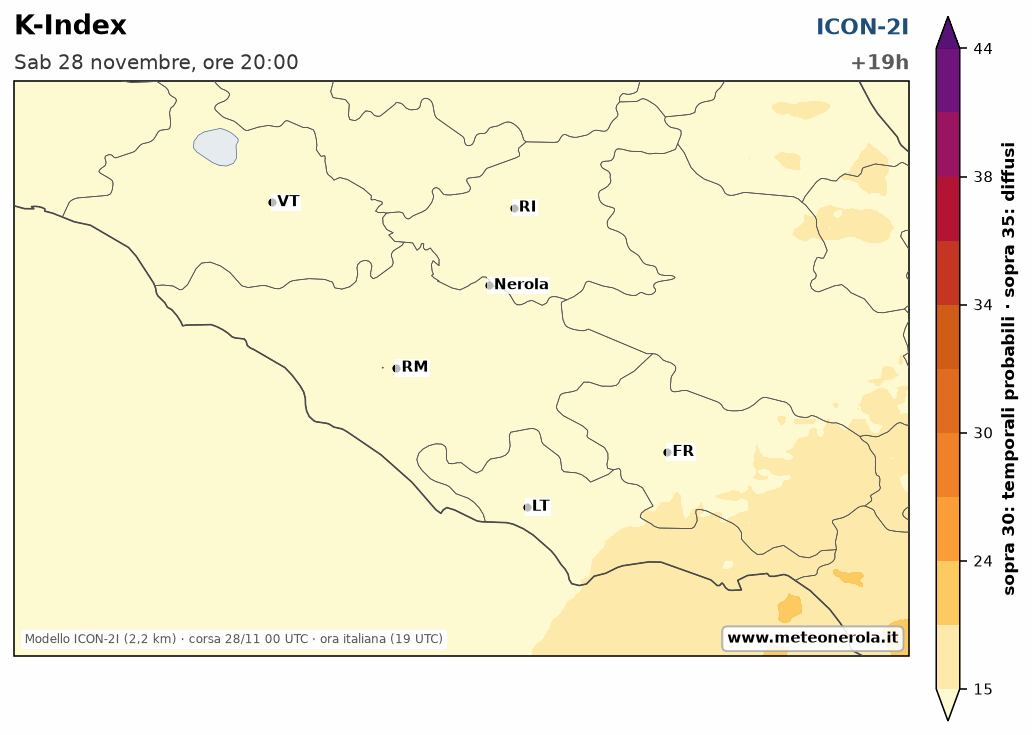 K-Index
ICON-2I
Sab 28 novembre, ore 20:00
+19h
VT
RI
Nerola
RM
FR
LT
Modello ICON-2I (2,2 km) · corsa 28/11 00 UTC · ora italiana (19 UTC)
www.meteonerola.it
44
38
34
30
24
15
sopra 30: temporali probabili · sopra 35: diffusi